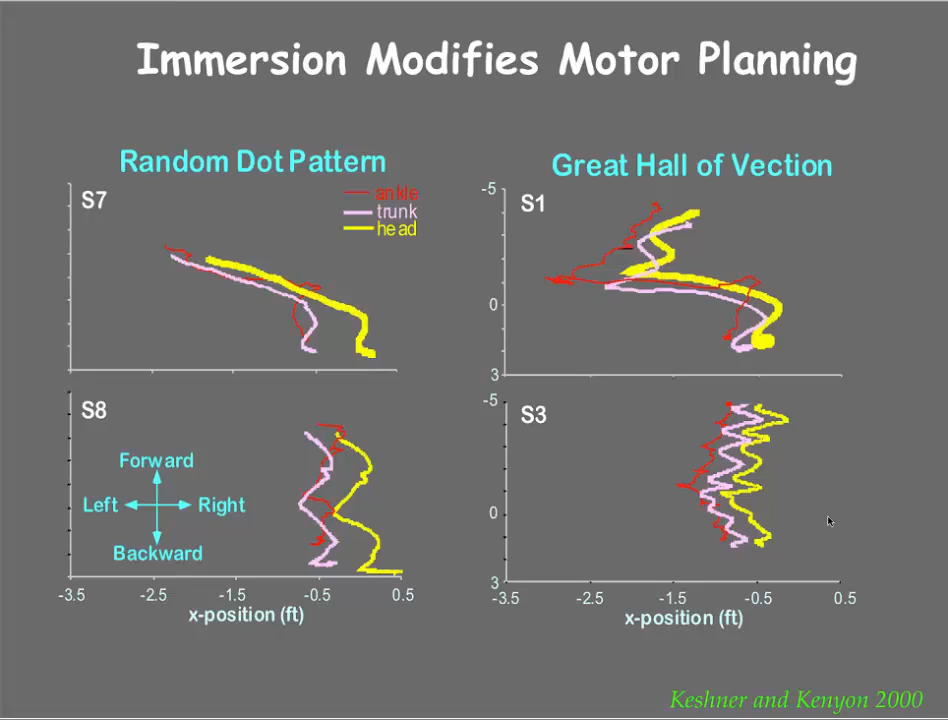 Immersion Modifies Motor Planning
Random Dot Pattern
S7
ankle
trunk
head
Great Hall of Vection
-5
S1
0
3
S8
Forward
Left
Right
Backward
-3.5 -2.5 -1.5 -0.5 0.5
x-position (ft)
-5
S3
0
3
-3.5 -2.5 -1.5 -0.5 0.5
x-position (ft)
Keshner and Kenyon 2000